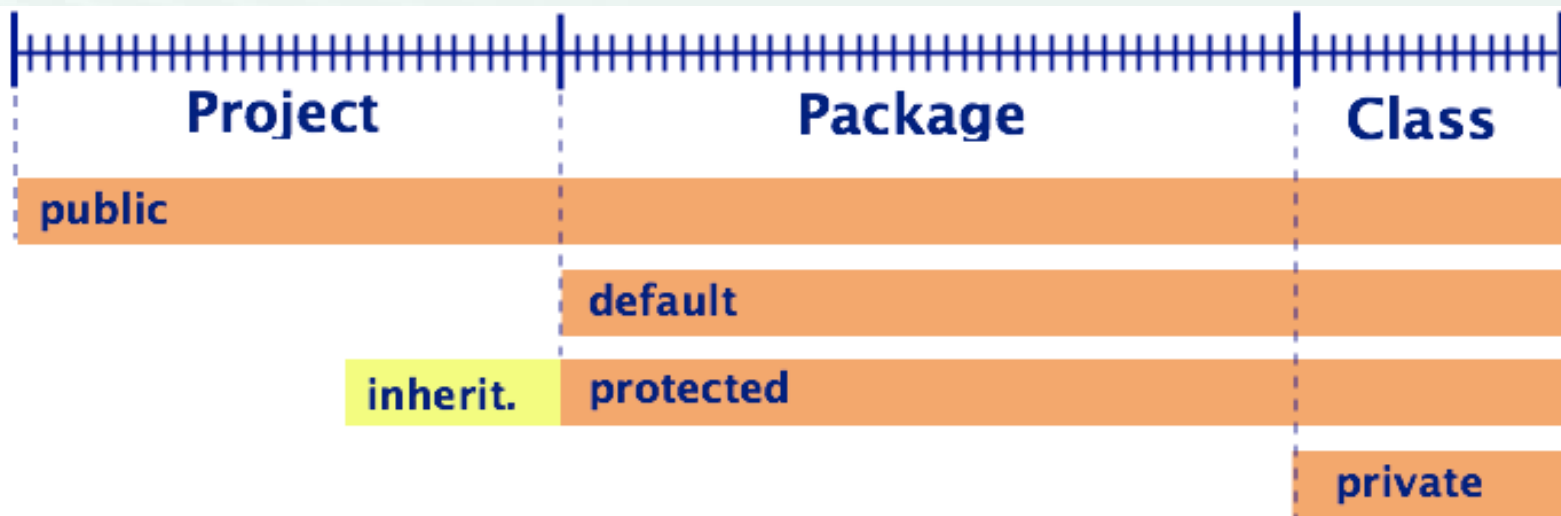 Project Package Class
public
default
inherit. protected
private